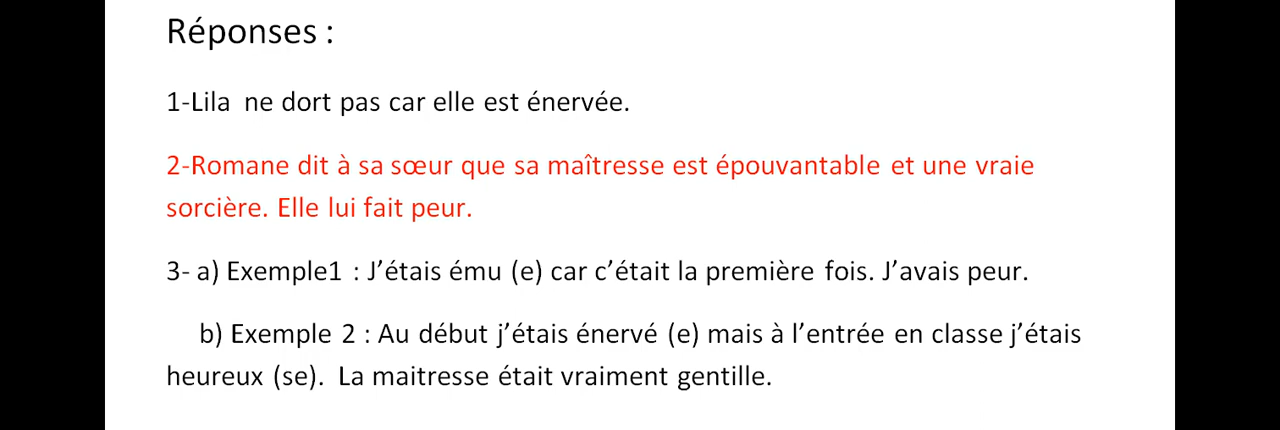 Réponses :
1-Lila ne dort pas car elle est énervée.
2-Romane dit à sa sœur que sa maîtresse est épouvantable et une vraie
sorcière. Elle lui fait peur.
3- a) Exemple1 : J’étais ému (e) car c’était la première fois. J’avais peur.
b) Exemple 2 : Au début j’étais énervé (e) mais à l’entrée en classe j’étais
heureux (se). La maitresse était vraiment gentille.